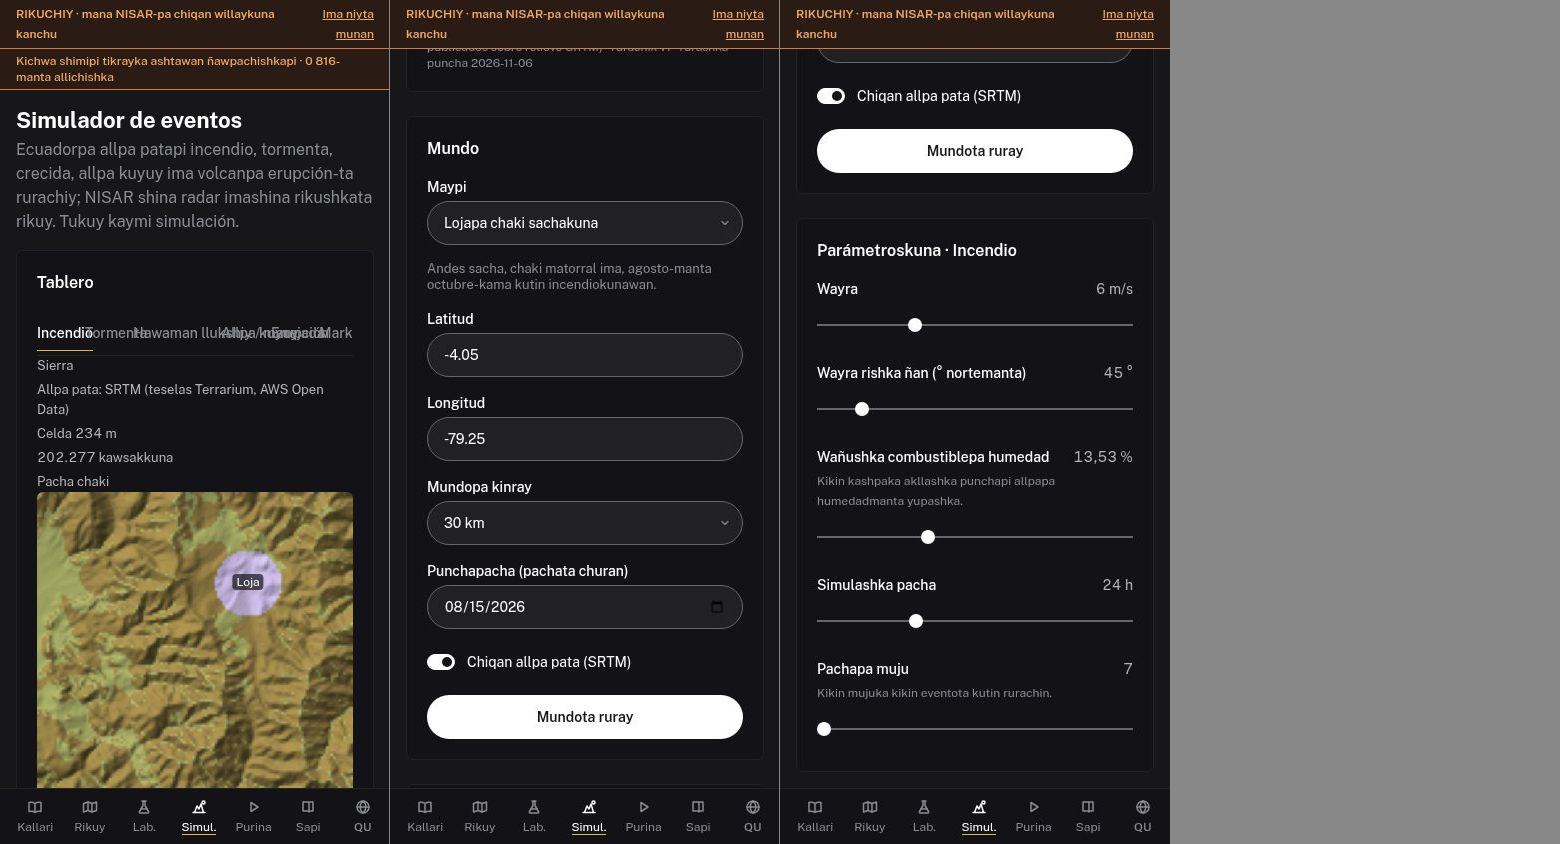 RIKUCHIY · mana NISAR-pa chiqan willaykuna
kanchu
Ima niyta
munan
Kichwa shimipi tikrayka ashtawan ñawpachishkapi · 0 816-
manta allichishka
Simulador de eventos
Ecuadorpa allpa patapi incendio, tormenta,
crecida, allpa kuyuy ima volcanpa erupción-ta
rurachiy; NISAR shina radar imashina rikushkata
rikuy. Tukuy kaymi simulación.
Tablero
Incendio
Tormenta
Hawaman llukshiy
Sierra
Allpa pata: SRTM (teselas Terrarium, AWS Open
Data)
Celda 234 m
202.277 kawsakkuna
Pacha chaki
Loja
Kallari
Rikuy
Lab.
Simul.
Purina
Sapi
QU
RIKUCHIY · mana NISAR-pa chiqan willaykuna
kanchu
Ima niyta
munan
puncha 2026-11-06
Mundo
Maypi
Lojapa chaki sachakuna
Andes sacha, chaki matorral ima, agosto-manta
octubre-kama kutin incendiokunawan.
Latitud
-4.05
Longitud
-79.25
Mundopa kinray
30 km
Punchapacha (pachata churan)
08/15/2026
Chiqan allpa pata (SRTM)
Mundota ruray
Kallari
Rikuy
Lab.
Simul.
Purina
Sapi
QU
RIKUCHIY · mana NISAR-pa chiqan willaykuna
kanchu
Ima niyta
munan
Chiqan allpa pata (SRTM)
Mundota ruray
Parámetroskuna · Incendio
Wayra 6 m/s
Wayra rishka ñan (° nortemanta) 45 °
Wañushka combustiblepa humedad 13,53 %
Kikin kashpaka akllashka punchapi allpapa
humedadmanta yupashka.
Simulashka pacha 24 h
Pachapa muju 7
Kikin mujuka kikin eventota kutin rurachin.
Kallari
Rikuy
Lab.
Simul.
Purina
Sapi
QU